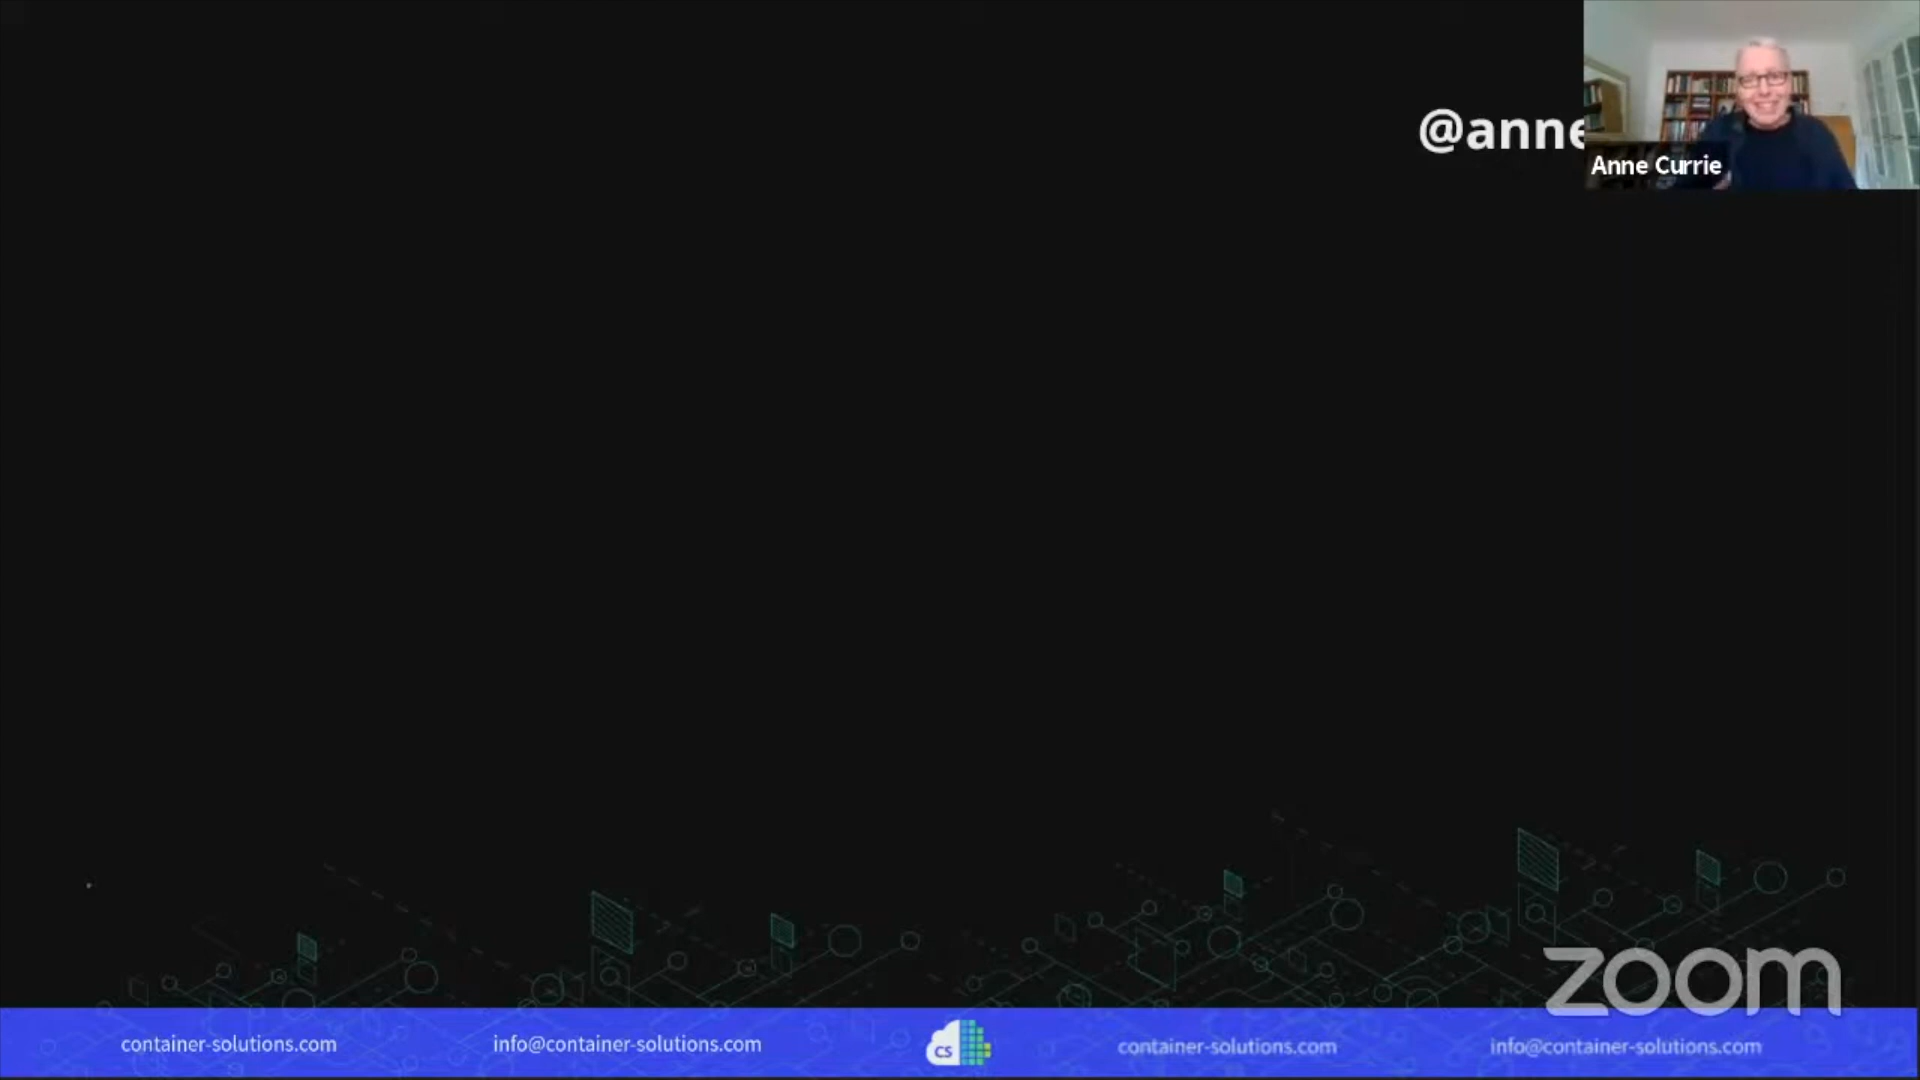 @anne
Anne Currie
zoom
container-solutions.com
info@container-solutions.com
cs
container-solutions.com
info@container-solutions.com